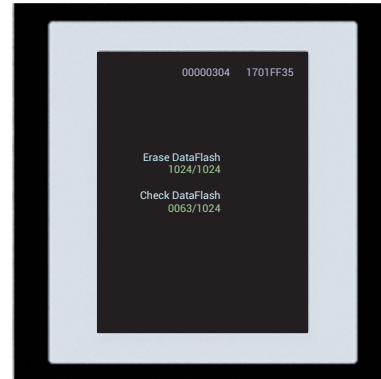 00000304 1701FF35
Erase DataFlash
1024/1024
Check DataFlash
0063/1024